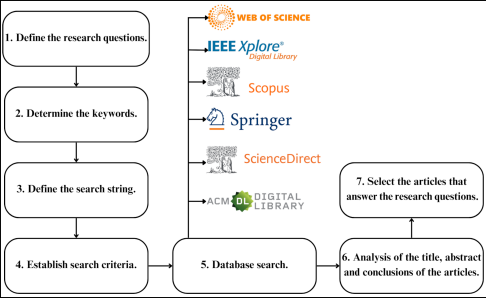 1. Define the research questions.
2. Determine the keywords.
3. Define the search string.
4. Establish search criteria.
5. Database search.
WEB OF SCIENCE
IEEE Xplore®
Digital Library
Scopus
Springer
ScienceDirect
ACM DL DIGITAL
LIBRARY
6. Analysis of the title, abstract
and conclusions of the articles.
7. Select the articles that
answer the research questions.